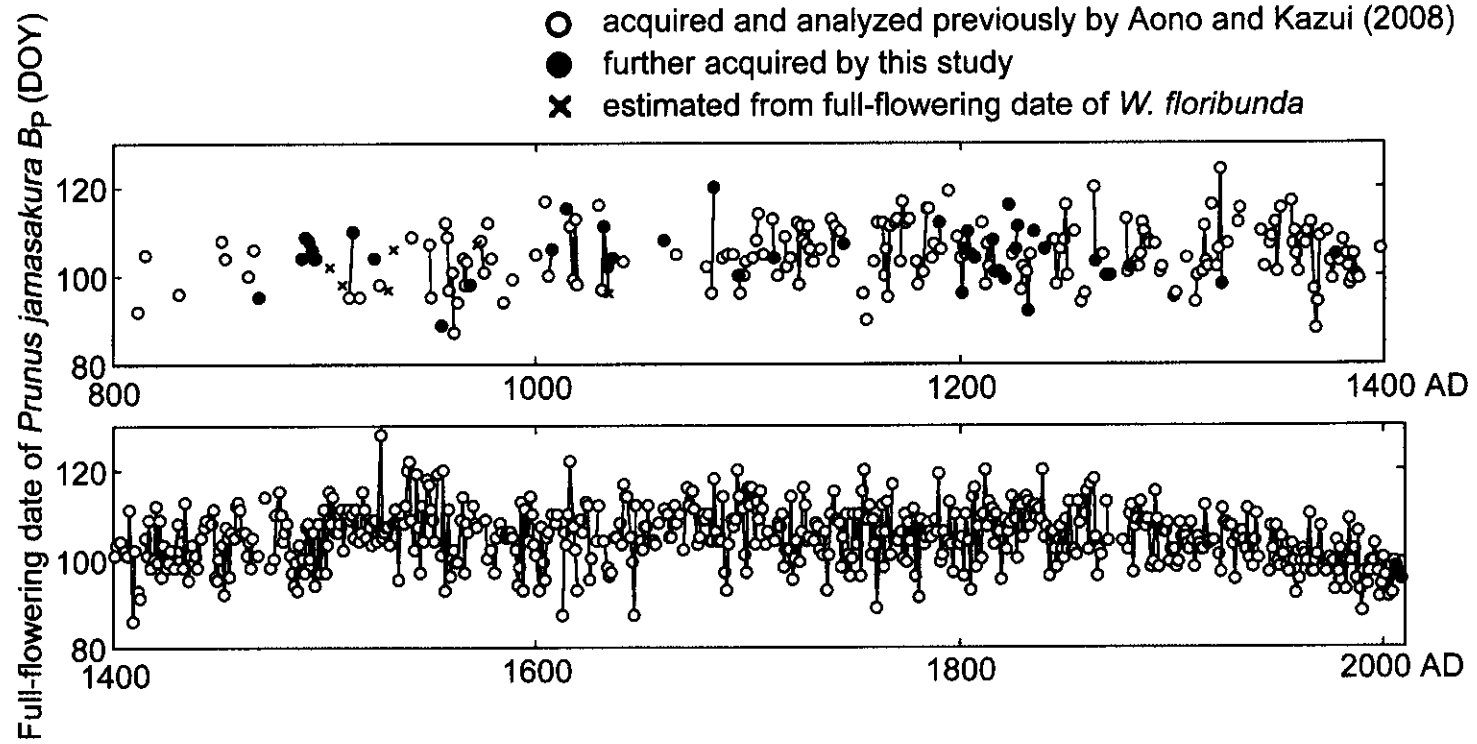 ○ acquired and analyzed previously by Aono and Kazui (2008)
● further acquired by this study
× estimated from full-flowering date of W. floribunda
Full-flowering date of Prunus jamasakura BP (DOY)
120
100
80
800 1000 1200 1400 AD
120
100
80
1400 1600 1800 2000 AD